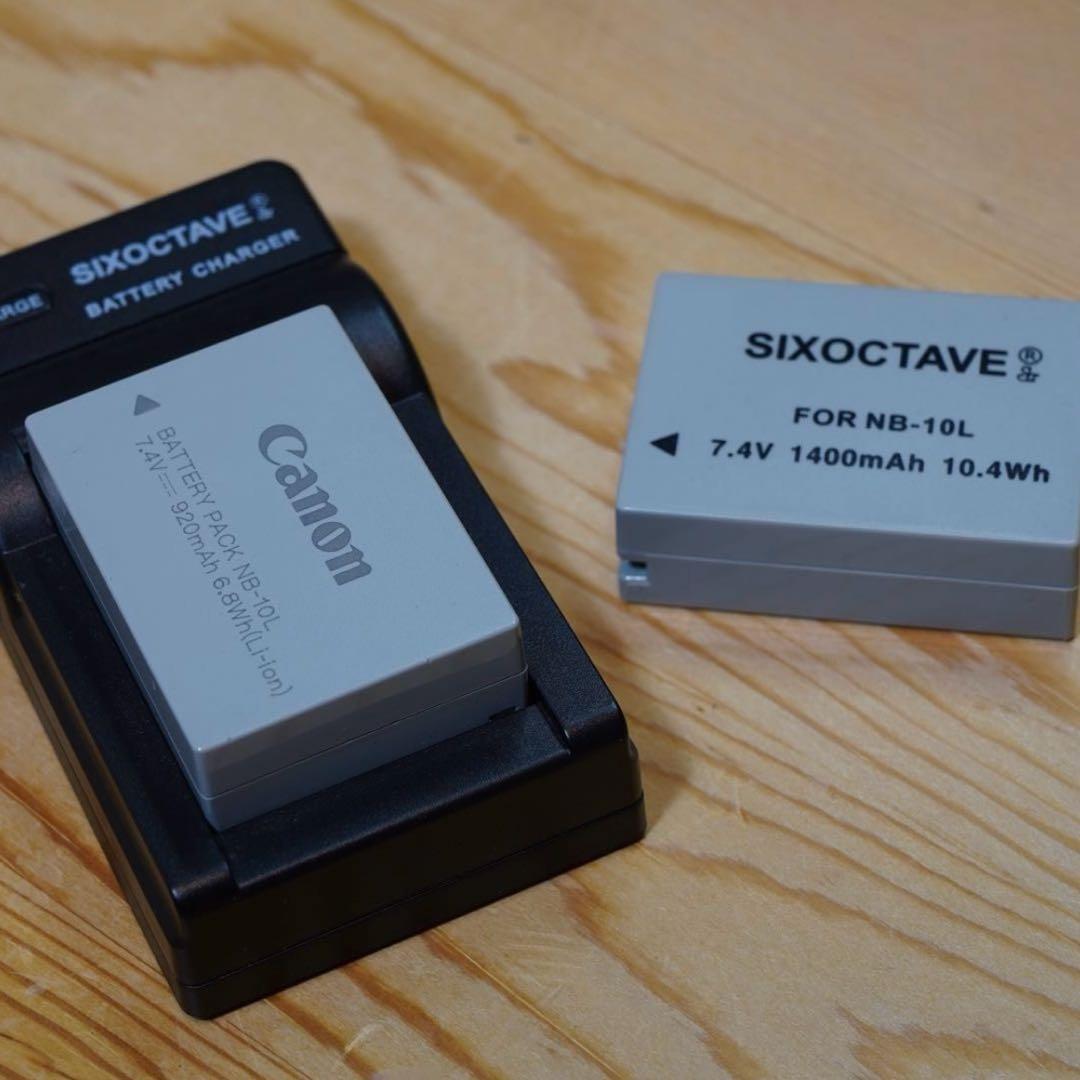 SIXOCTAVE®
BATTERY CHARGER
Canon
BATTERY PACK NB-10L
7.4V⎓ 920mAh 6.8Wh(Li-ion)
SIXOCTAVE®
FOR NB-10L
7.4V 1400mAh 10.4Wh